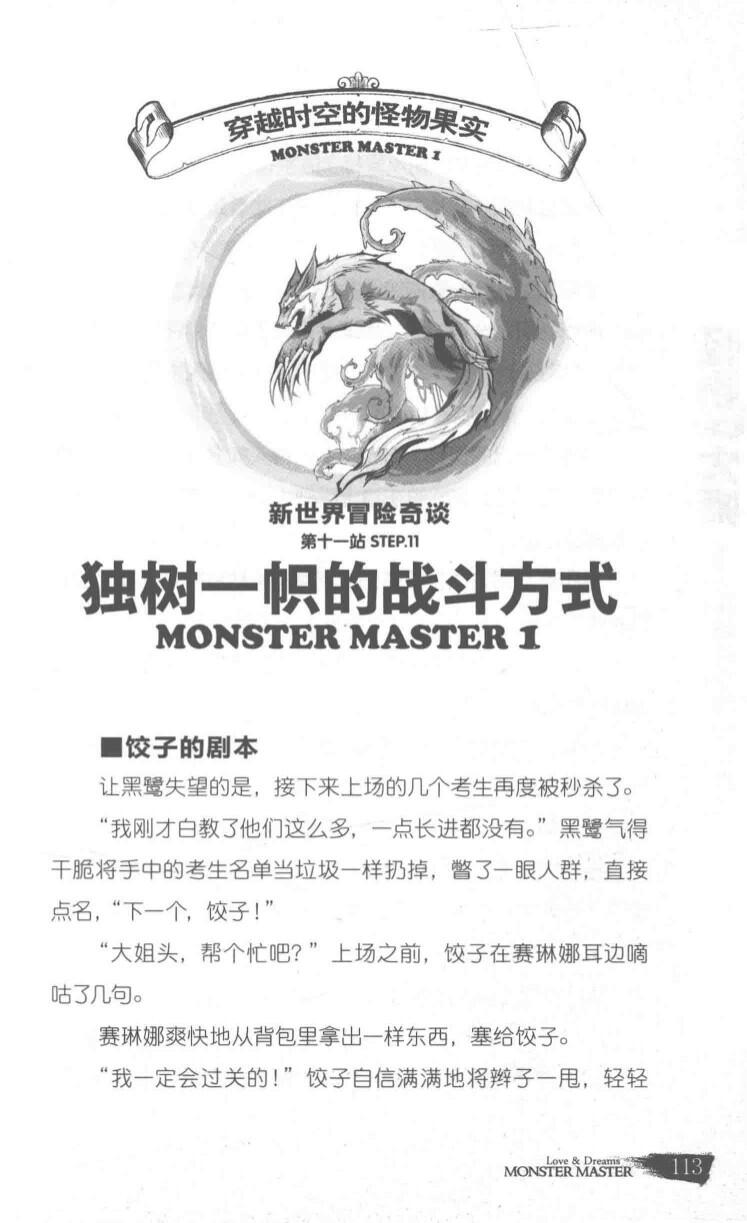 穿越时空的怪物果实
MONSTER MASTER 1
新世界冒险奇谈
第十一站 STEP.11
独树一帜的战斗方式
MONSTER MASTER 1
■饺子的剧本
让黑鹭失望的是，接下来上场的几个考生再度被秒杀了。
“我刚才白教了他们这么多，一点长进都没有。”黑鹭气得
干脆将手中的考生名单当垃圾一样扔掉，瞥了一眼人群，直接
点名，“下一个，饺子！”
“大姐头，帮个忙吧？”上场之前，饺子在赛琳娜耳边嘀
咕了几句。
赛琳娜爽快地从背包里拿出一样东西，塞给饺子。
“我一定会过关的！”饺子自信满满地将辫子一甩，轻轻
Love & Dreams
MONSTER MASTER 113